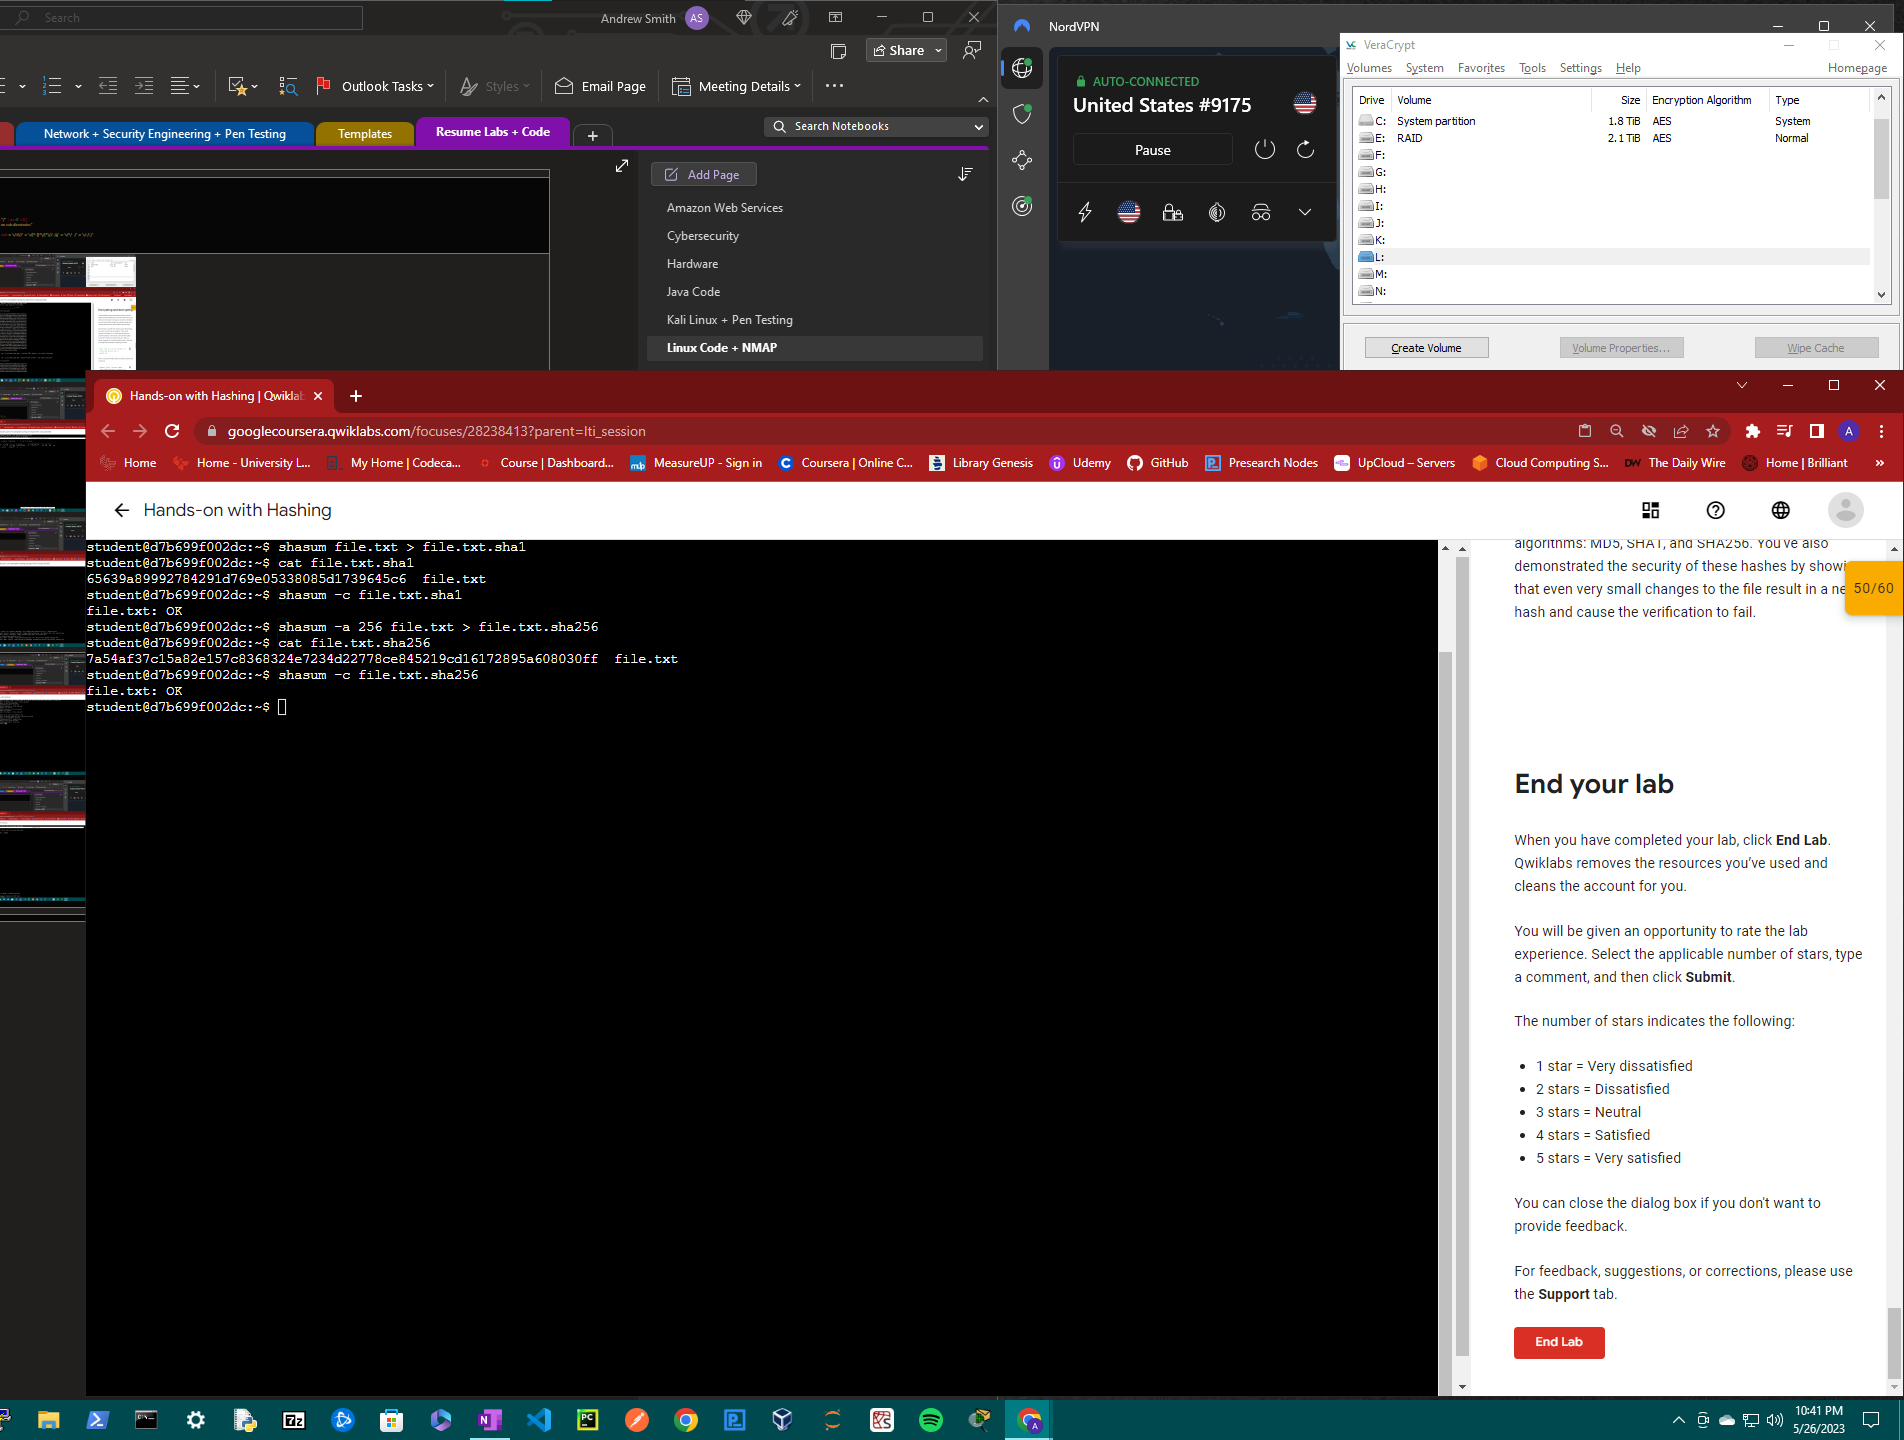 Search
Andrew Smith AS
Share
Outlook Tasks
Styles
Email Page
Meeting Details
Network + Security Engineering + Pen Testing
Templates
Resume Labs + Code
Search Notebooks
Add Page
Amazon Web Services
Cybersecurity
Hardware
Java Code
Kali Linux + Pen Testing
Linux Code + NMAP
NordVPN
AUTO-CONNECTED
United States #9175
Pause
VeraCrypt
Volumes System Favorites Tools Settings Help Homepage
Drive Volume Size Encryption Algorithm Type
C: System partition 1.8 TiB AES System
E: RAID 2.1 TiB AES Normal
F:
G:
H:
I:
J:
K:
L:
M:
N:
Create Volume Volume Properties... Wipe Cache
Hands-on with Hashing | Qwiklab
googlecoursera.qwiklabs.com/focuses/28238413?parent=lti_session
Home Home - University L... My Home | Codeca... Course | Dashboard... MeasureUP - Sign in Coursera | Online C... Library Genesis Udemy GitHub Presearch Nodes UpCloud – Servers Cloud Computing S... DW The Daily Wire Home | Brilliant »
Hands-on with Hashing
student@d7b699f002dc:~$ shasum file.txt > file.txt.sha1
student@d7b699f002dc:~$ cat file.txt.sha1
65639a89992784291d769e05338085d1739645c6  file.txt
student@d7b699f002dc:~$ shasum -c file.txt.sha1
file.txt: OK
student@d7b699f002dc:~$ shasum -a 256 file.txt > file.txt.sha256
student@d7b699f002dc:~$ cat file.txt.sha256
7a54af37c15a82e157c8368324e7234d22778ce845219cd16172895a608030ff  file.txt
student@d7b699f002dc:~$ shasum -c file.txt.sha256
file.txt: OK
student@d7b699f002dc:~$
algorithms: MD5, SHA1, and SHA256. You've also
demonstrated the security of these hashes by showi
that even very small changes to the file result in a ne
hash and cause the verification to fail.
50/60
End your lab
When you have completed your lab, click End Lab.
Qwiklabs removes the resources you've used and
cleans the account for you.
You will be given an opportunity to rate the lab
experience. Select the applicable number of stars, type
a comment, and then click Submit.
The number of stars indicates the following:
• 1 star = Very dissatisfied
• 2 stars = Dissatisfied
• 3 stars = Neutral
• 4 stars = Satisfied
• 5 stars = Very satisfied
You can close the dialog box if you don't want to
provide feedback.
For feedback, suggestions, or corrections, please use
the Support tab.
End Lab
10:41 PM
5/26/2023